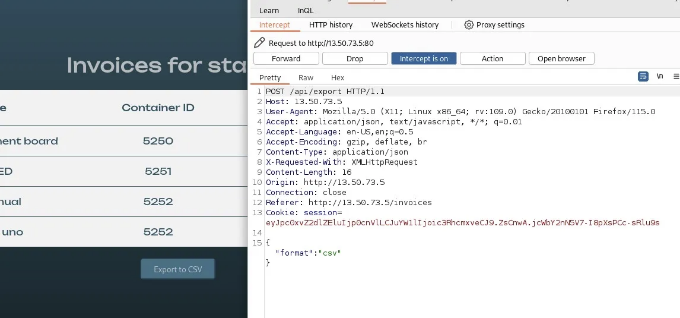 Learn InQL
Intercept HTTP history WebSockets history Proxy settings
Request to http://13.50.73.5:80
Forward Drop Intercept is on Action Open browser
Pretty Raw Hex
\n
Invoices for sta
Container ID
ment board 5250
ED 5251
nual 5252
uno 5252
Export to CSV
1 POST /api/export HTTP/1.1
2 Host: 13.50.73.5
3 User-Agent: Mozilla/5.0 (X11; Linux x86_64; rv:109.0) Gecko/20100101 Firefox/115.0
4 Accept: application/json, text/javascript, */*; q=0.01
5 Accept-Language: en-US,en;q=0.5
6 Accept-Encoding: gzip, deflate, br
7 Content-Type: application/json
8 X-Requested-With: XMLHttpRequest
9 Content-Length: 16
10 Origin: http://13.50.73.5
11 Connection: close
12 Referer: http://13.50.73.5/invoices
13 Cookie: session=
14
15 {
"format":"csv"
}